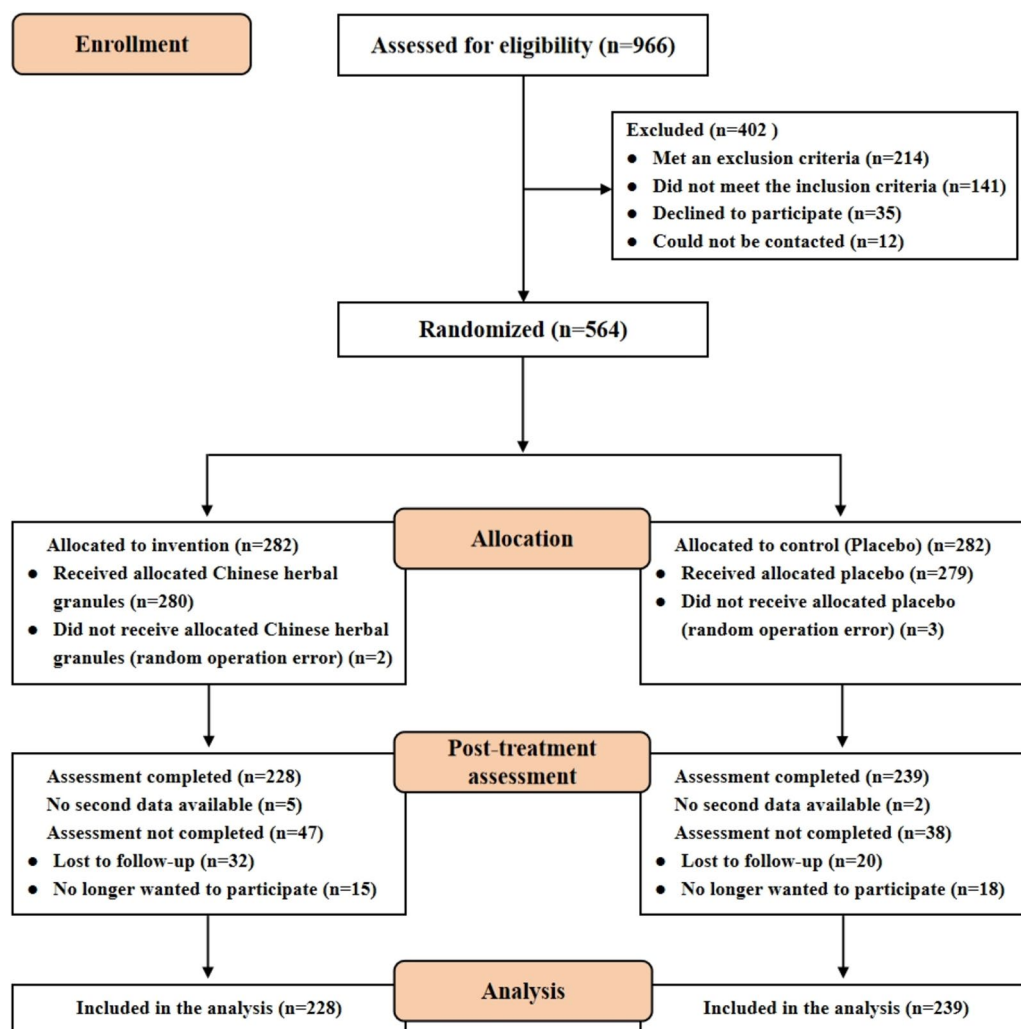 Enrollment
Assessed for eligibility (n=966)
Excluded (n=402 )
● Met an exclusion criteria (n=214)
● Did not meet the inclusion criteria (n=141)
● Declined to participate (n=35)
● Could not be contacted (n=12)
Randomized (n=564)
Allocation
Allocated to invention (n=282)
● Received allocated Chinese herbal
granules (n=280)
● Did not receive allocated Chinese herbal
granules (random operation error) (n=2)
Allocated to control (Placebo) (n=282)
● Received allocated placebo (n=279)
● Did not receive allocated placebo
(random operation error) (n=3)
Post-treatment
assessment
Assessment completed (n=228)
No second data available (n=5)
Assessment not completed (n=47)
● Lost to follow-up (n=32)
● No longer wanted to participate (n=15)
Assessment completed (n=239)
No second data available (n=2)
Assessment not completed (n=38)
● Lost to follow-up (n=20)
● No longer wanted to participate (n=18)
Analysis
Included in the analysis (n=228)
Included in the analysis (n=239)